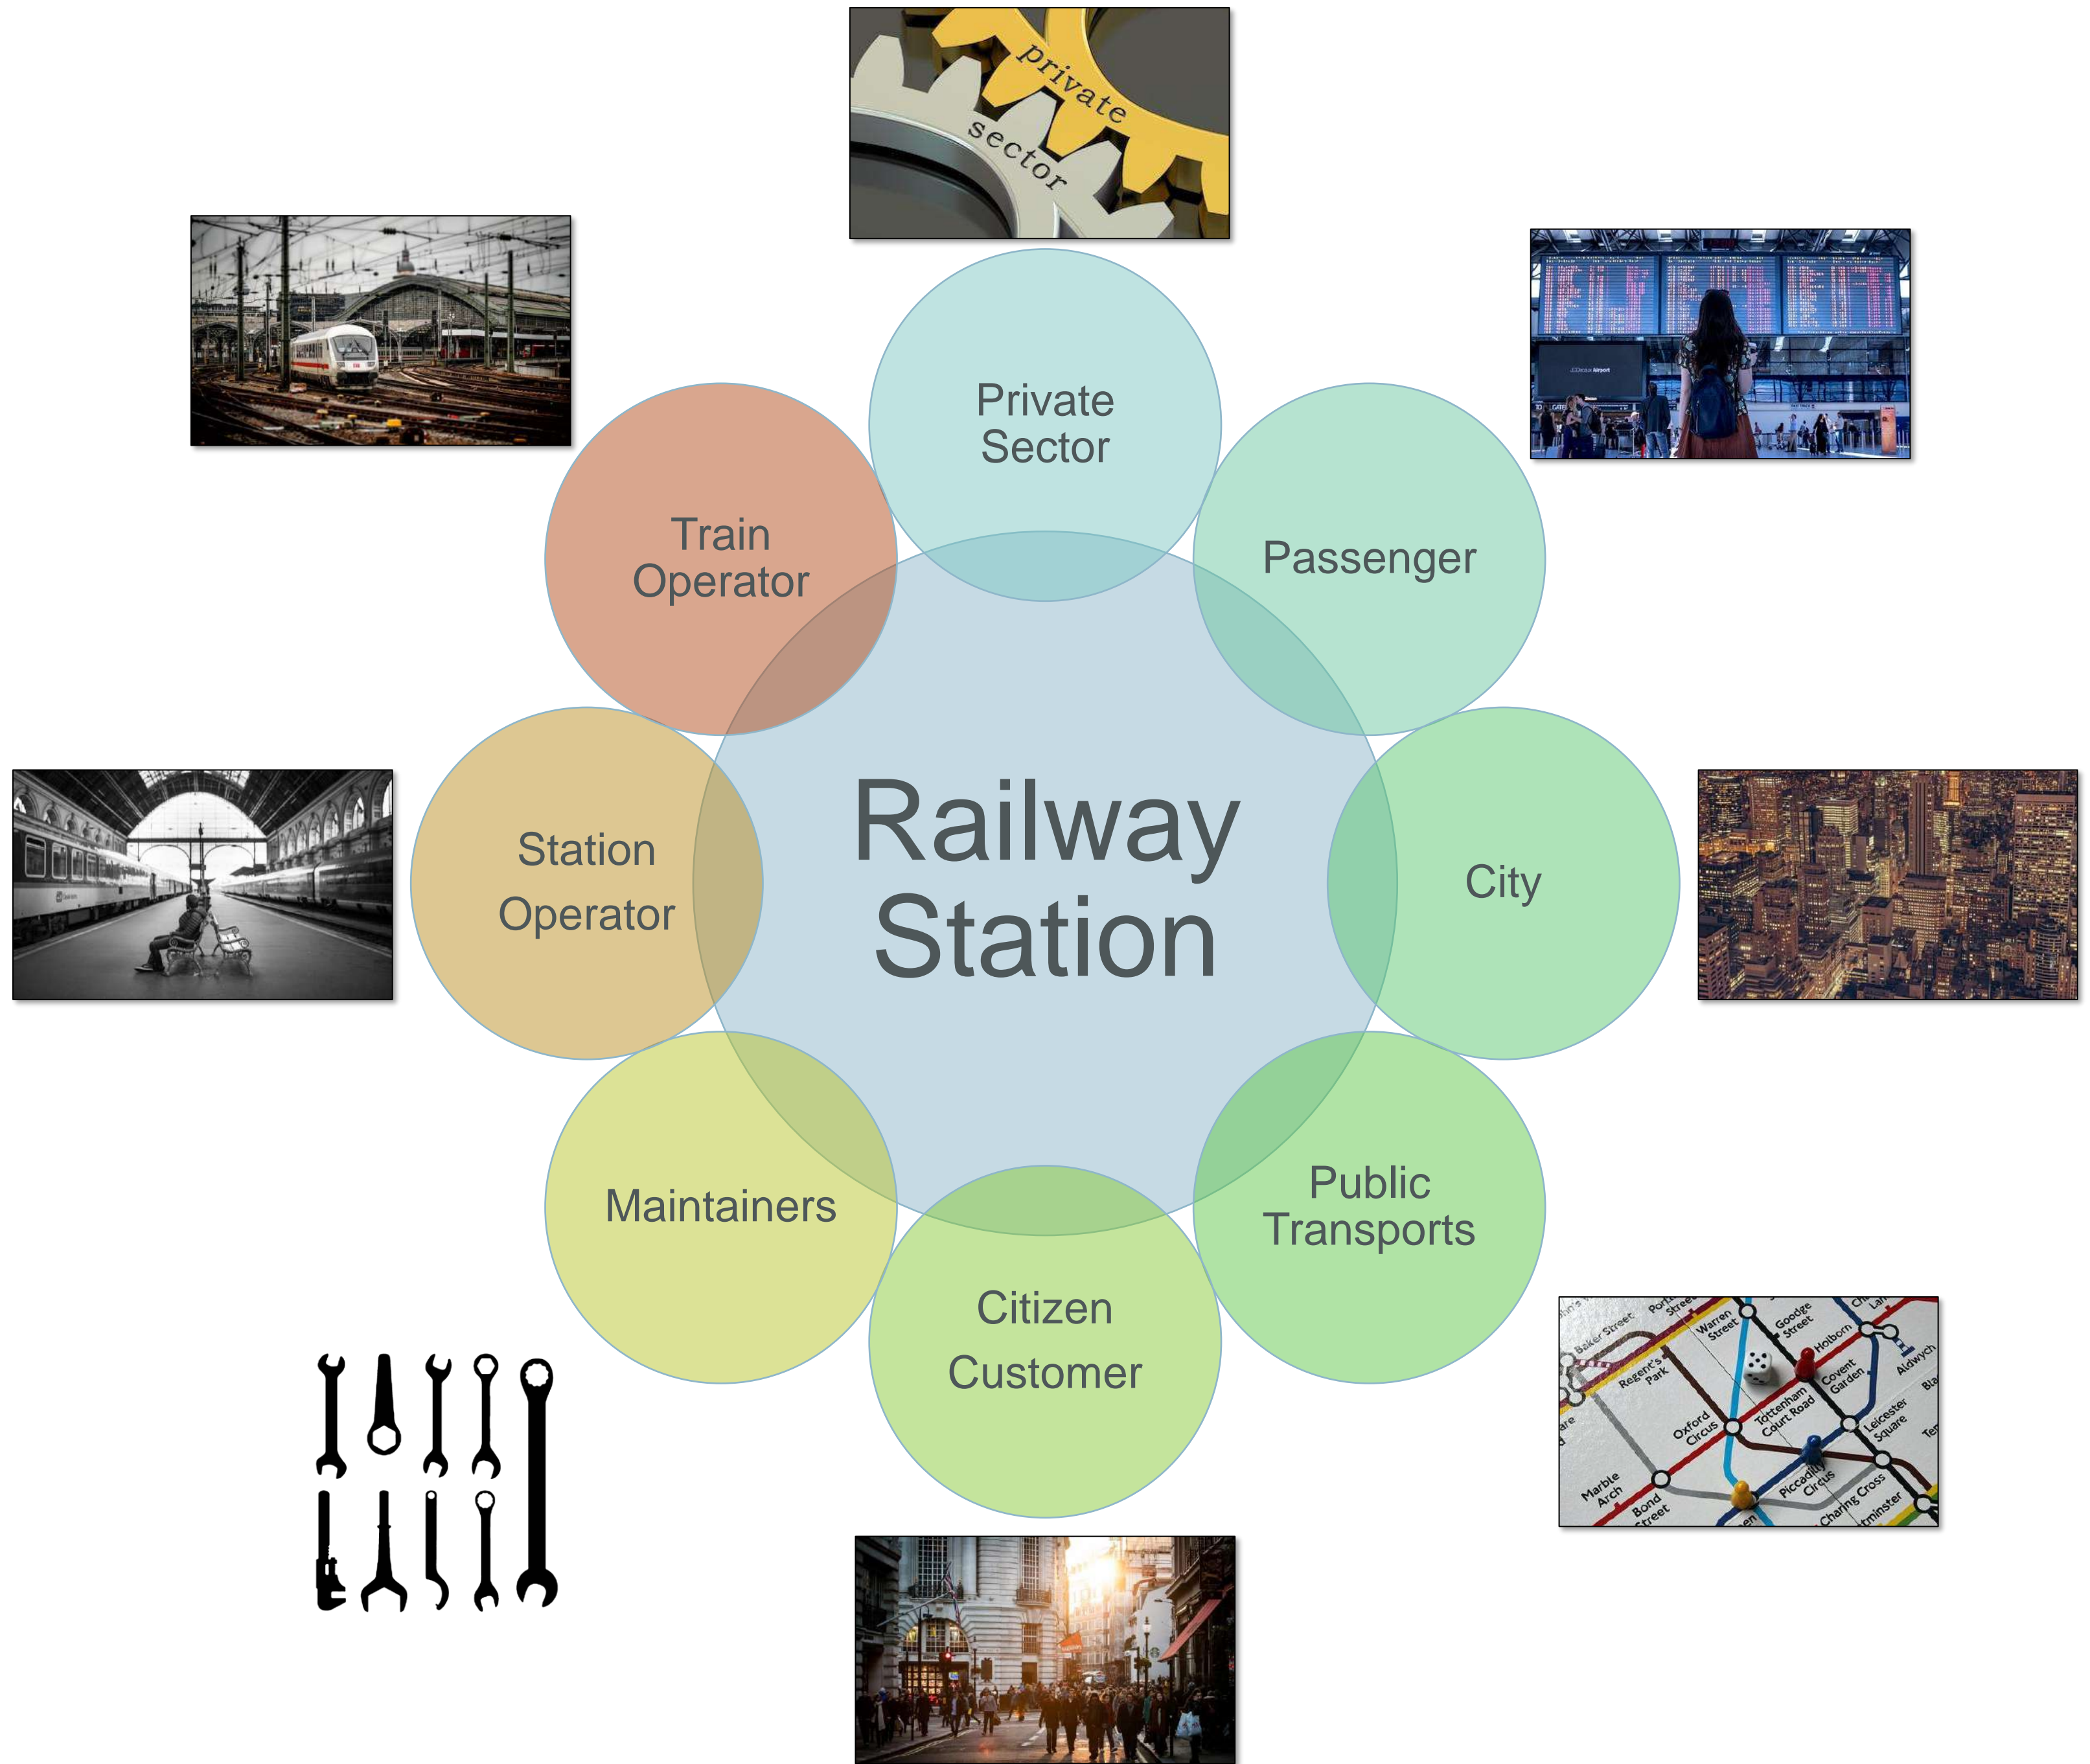 private
sector
Private
Sector
Train
Operator
Passenger
Railway
Station
Station
Operator
City
Maintainers
Public
Transports
Citizen
Customer
Baker Street
Regent's
Park
Warren
Street
Goodge
Street
Holborn
Aldwych
Covent
Garden
Tottenham
Court Road
Oxford
Circus
Leicester
Square
Piccadilly
Circus
Marble
Arch
Bond
Street
Charing Cross